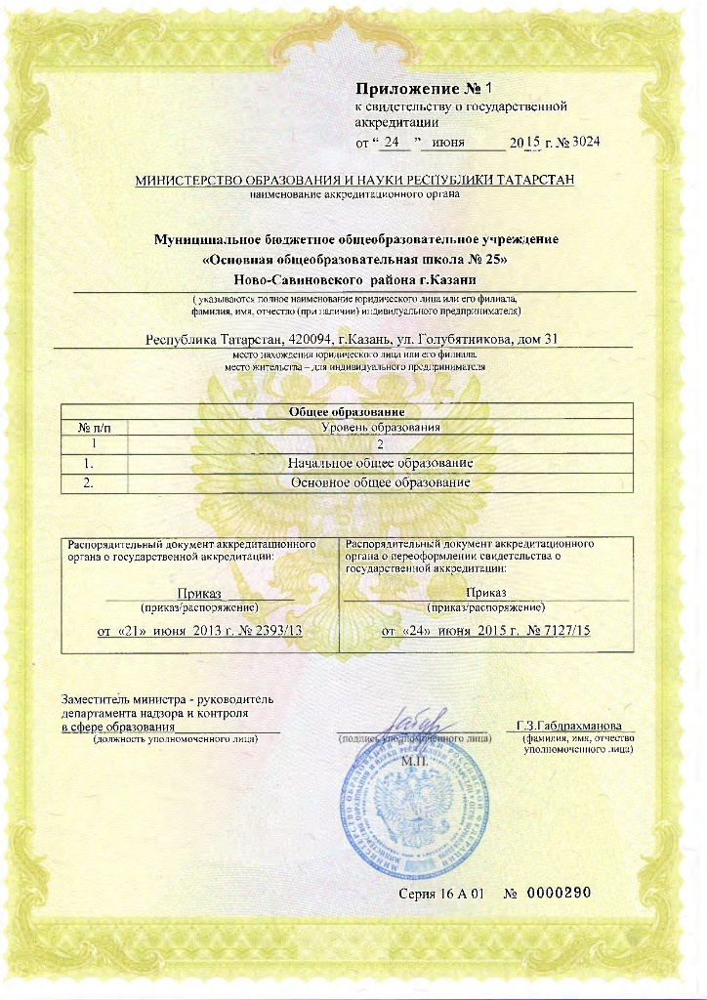 Приложение № 1
к свидетельству о государственной
аккредитации
от “ 24 ” июня 2015 г. № 3024
МИНИСТЕРСТВО ОБРАЗОВАНИЯ И НАУКИ РЕСПУБЛИКИ ТАТАРСТАН
наименование аккредитационного органа
Муниципальное бюджетное общеобразовательное учреждение
«Основная общеобразовательная школа № 25»
Ново-Савиновского района г.Казани
( указываются полное наименование юридического лица или его филиала,
фамилия, имя, отчество (при наличии) индивидуального предпринимателя)
Республика Татарстан, 420094, г.Казань, ул. Голубятникова, дом 31
место нахождения юридического лица или его филиала,
место жительства – для индивидуального предпринимателя
Общее образование
№ п/п Уровень образования
1 2
1. Начальное общее образование
2. Основное общее образование
Распорядительный документ аккредитационного
органа о государственной аккредитации:
Приказ
(приказ/распоряжение)
от «21» июня 2013 г. № 2393/13
Распорядительный документ аккредитационного
органа о переоформлении свидетельства о
государственной аккредитации:
Приказ
(приказ/распоряжение)
от «24» июня 2015 г. № 7127/15
Заместитель министра - руководитель
департамента надзора и контроля
в сфере образования
(должность уполномоченного лица)
(подпись уполномоченного лица)
М.П.
Г.З.Габдрахманова
(фамилия, имя, отчество
уполномоченного лица)
Серия 16 А 01 № 0000290